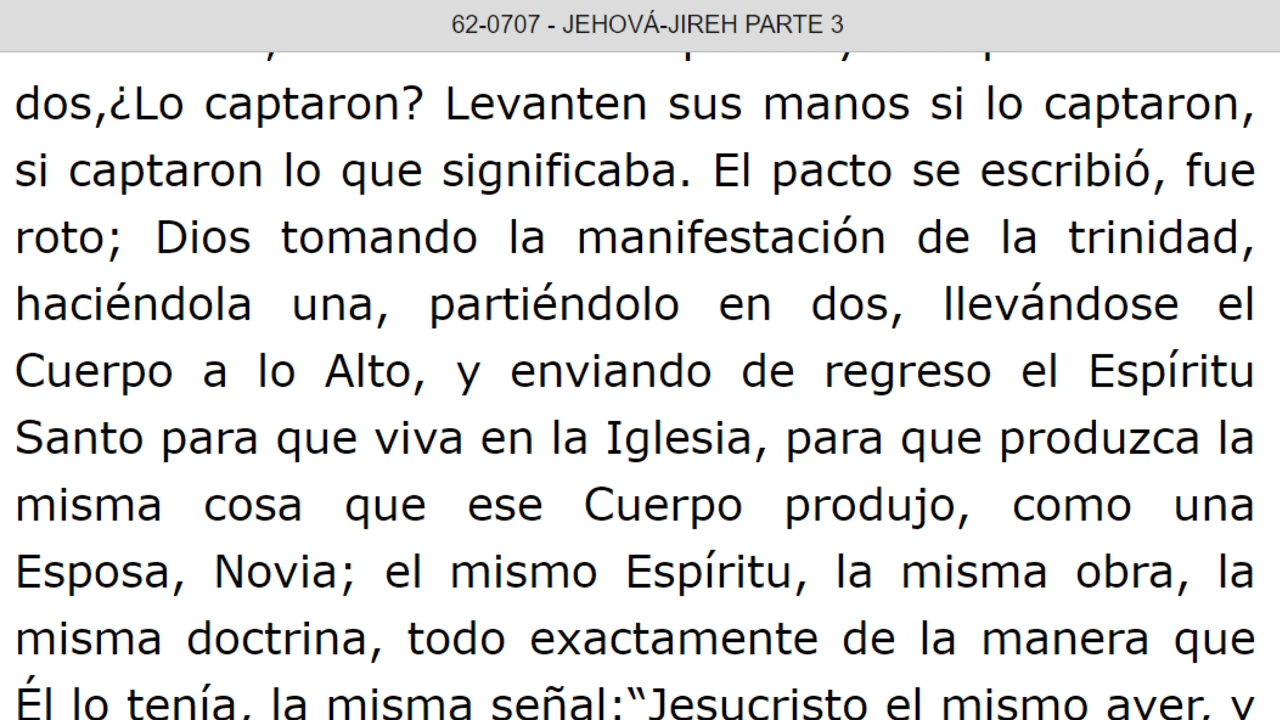 62-0707 - JEHOVÁ-JIREH PARTE 3
dos,¿Lo captaron? Levanten sus manos si lo captaron,
si captaron lo que significaba. El pacto se escribió, fue
roto; Dios tomando la manifestación de la trinidad,
haciéndola una, partiéndolo en dos, llevándose el
Cuerpo a lo Alto, y enviando de regreso el Espíritu
Santo para que viva en la Iglesia, para que produzca la
misma cosa que ese Cuerpo produjo, como una
Esposa, Novia; el mismo Espíritu, la misma obra, la
misma doctrina, todo exactamente de la manera que
Él lo tenía, la misma señal:“Jesucristo el mismo ayer, y